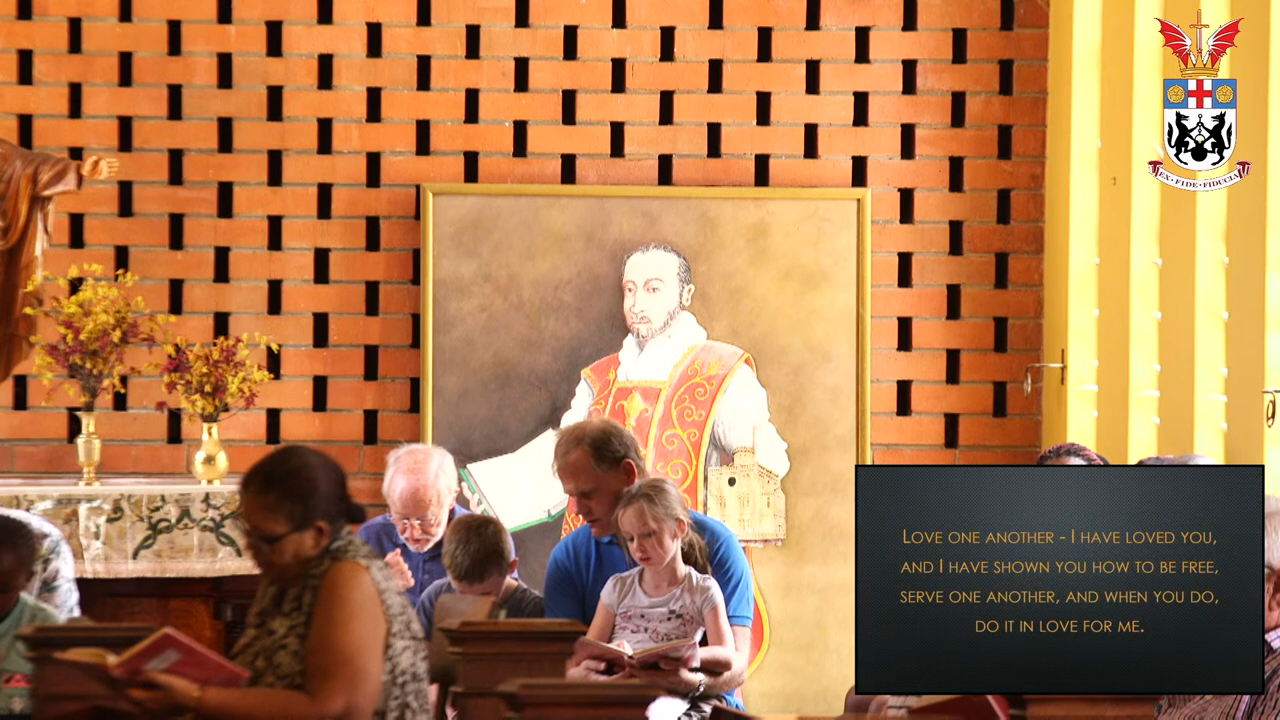 EX · FIDE · FIDUCIA
LOVE ONE ANOTHER - I HAVE LOVED YOU,
AND I HAVE SHOWN YOU HOW TO BE FREE,
SERVE ONE ANOTHER, AND WHEN YOU DO,
DO IT IN LOVE FOR ME.